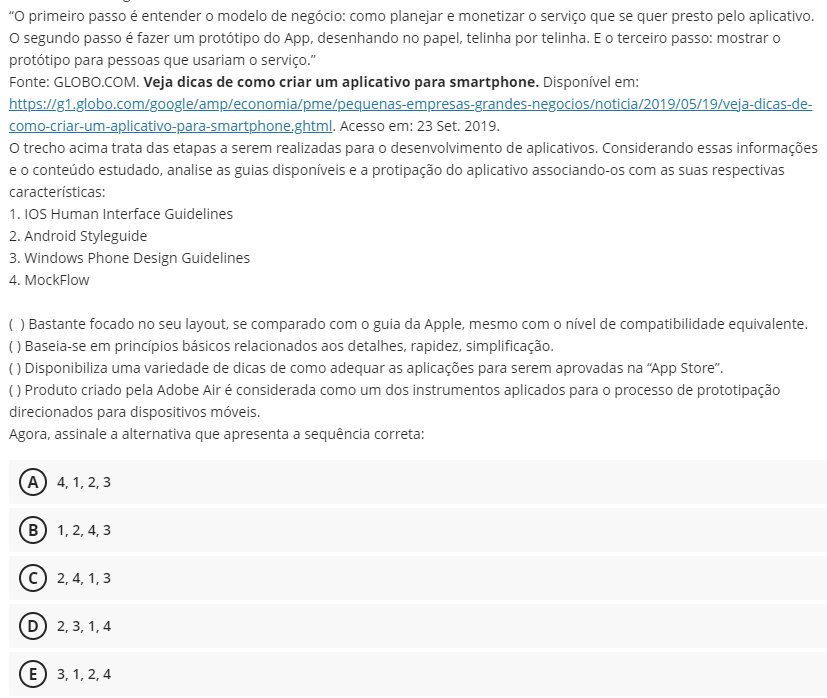 “O primeiro passo é entender o modelo de negócio: como planejar e monetizar o serviço que se quer presto pelo aplicativo.
O segundo passo é fazer um protótipo do App, desenhando no papel, telinha por telinha. E o terceiro passo: mostrar o
protótipo para pessoas que usariam o serviço.”
Fonte: GLOBO.COM. Veja dicas de como criar um aplicativo para smartphone. Disponível em:
https://g1.globo.com/google/amp/economia/pme/pequenas-empresas-grandes-negocios/noticia/2019/05/19/veja-dicas-de-
como-criar-um-aplicativo-para-smartphone.ghtml. Acesso em: 23 Set. 2019.
O trecho acima trata das etapas a serem realizadas para o desenvolvimento de aplicativos. Considerando essas informações
e o conteúdo estudado, analise as guias disponíveis e a protipação do aplicativo associando-os com as suas respectivas
características:
1. IOS Human Interface Guidelines
2. Android Styleguide
3. Windows Phone Design Guidelines
4. MockFlow
( ) Bastante focado no seu layout, se comparado com o guia da Apple, mesmo com o nível de compatibilidade equivalente.
( ) Baseia-se em princípios básicos relacionados aos detalhes, rapidez, simplificação.
( ) Disponibiliza uma variedade de dicas de como adequar as aplicações para serem aprovadas na “App Store”.
( ) Produto criado pela Adobe Air é considerada como um dos instrumentos aplicados para o processo de prototipação
direcionados para dispositivos móveis.
Agora, assinale a alternativa que apresenta a sequência correta:
A 4, 1, 2, 3
B 1, 2, 4, 3
C 2, 4, 1, 3
D 2, 3, 1, 4
E 3, 1, 2, 4